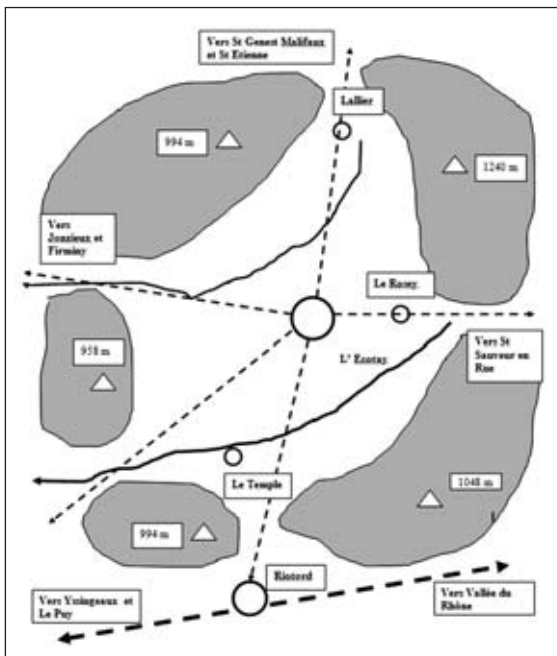 Vers St Genest Malifaux
et St Etienne
Lallier
994 m
1240 m
Vers
Jonzieux et
Firminy
Le Rozey
958 m
L'Ecotay
Vers St
Sauveur en
Rue
Le Temple
1048 m
994 m
Riotord
Vers Yssingeaux et
Le Puy
Vers Vallée du
Rhône